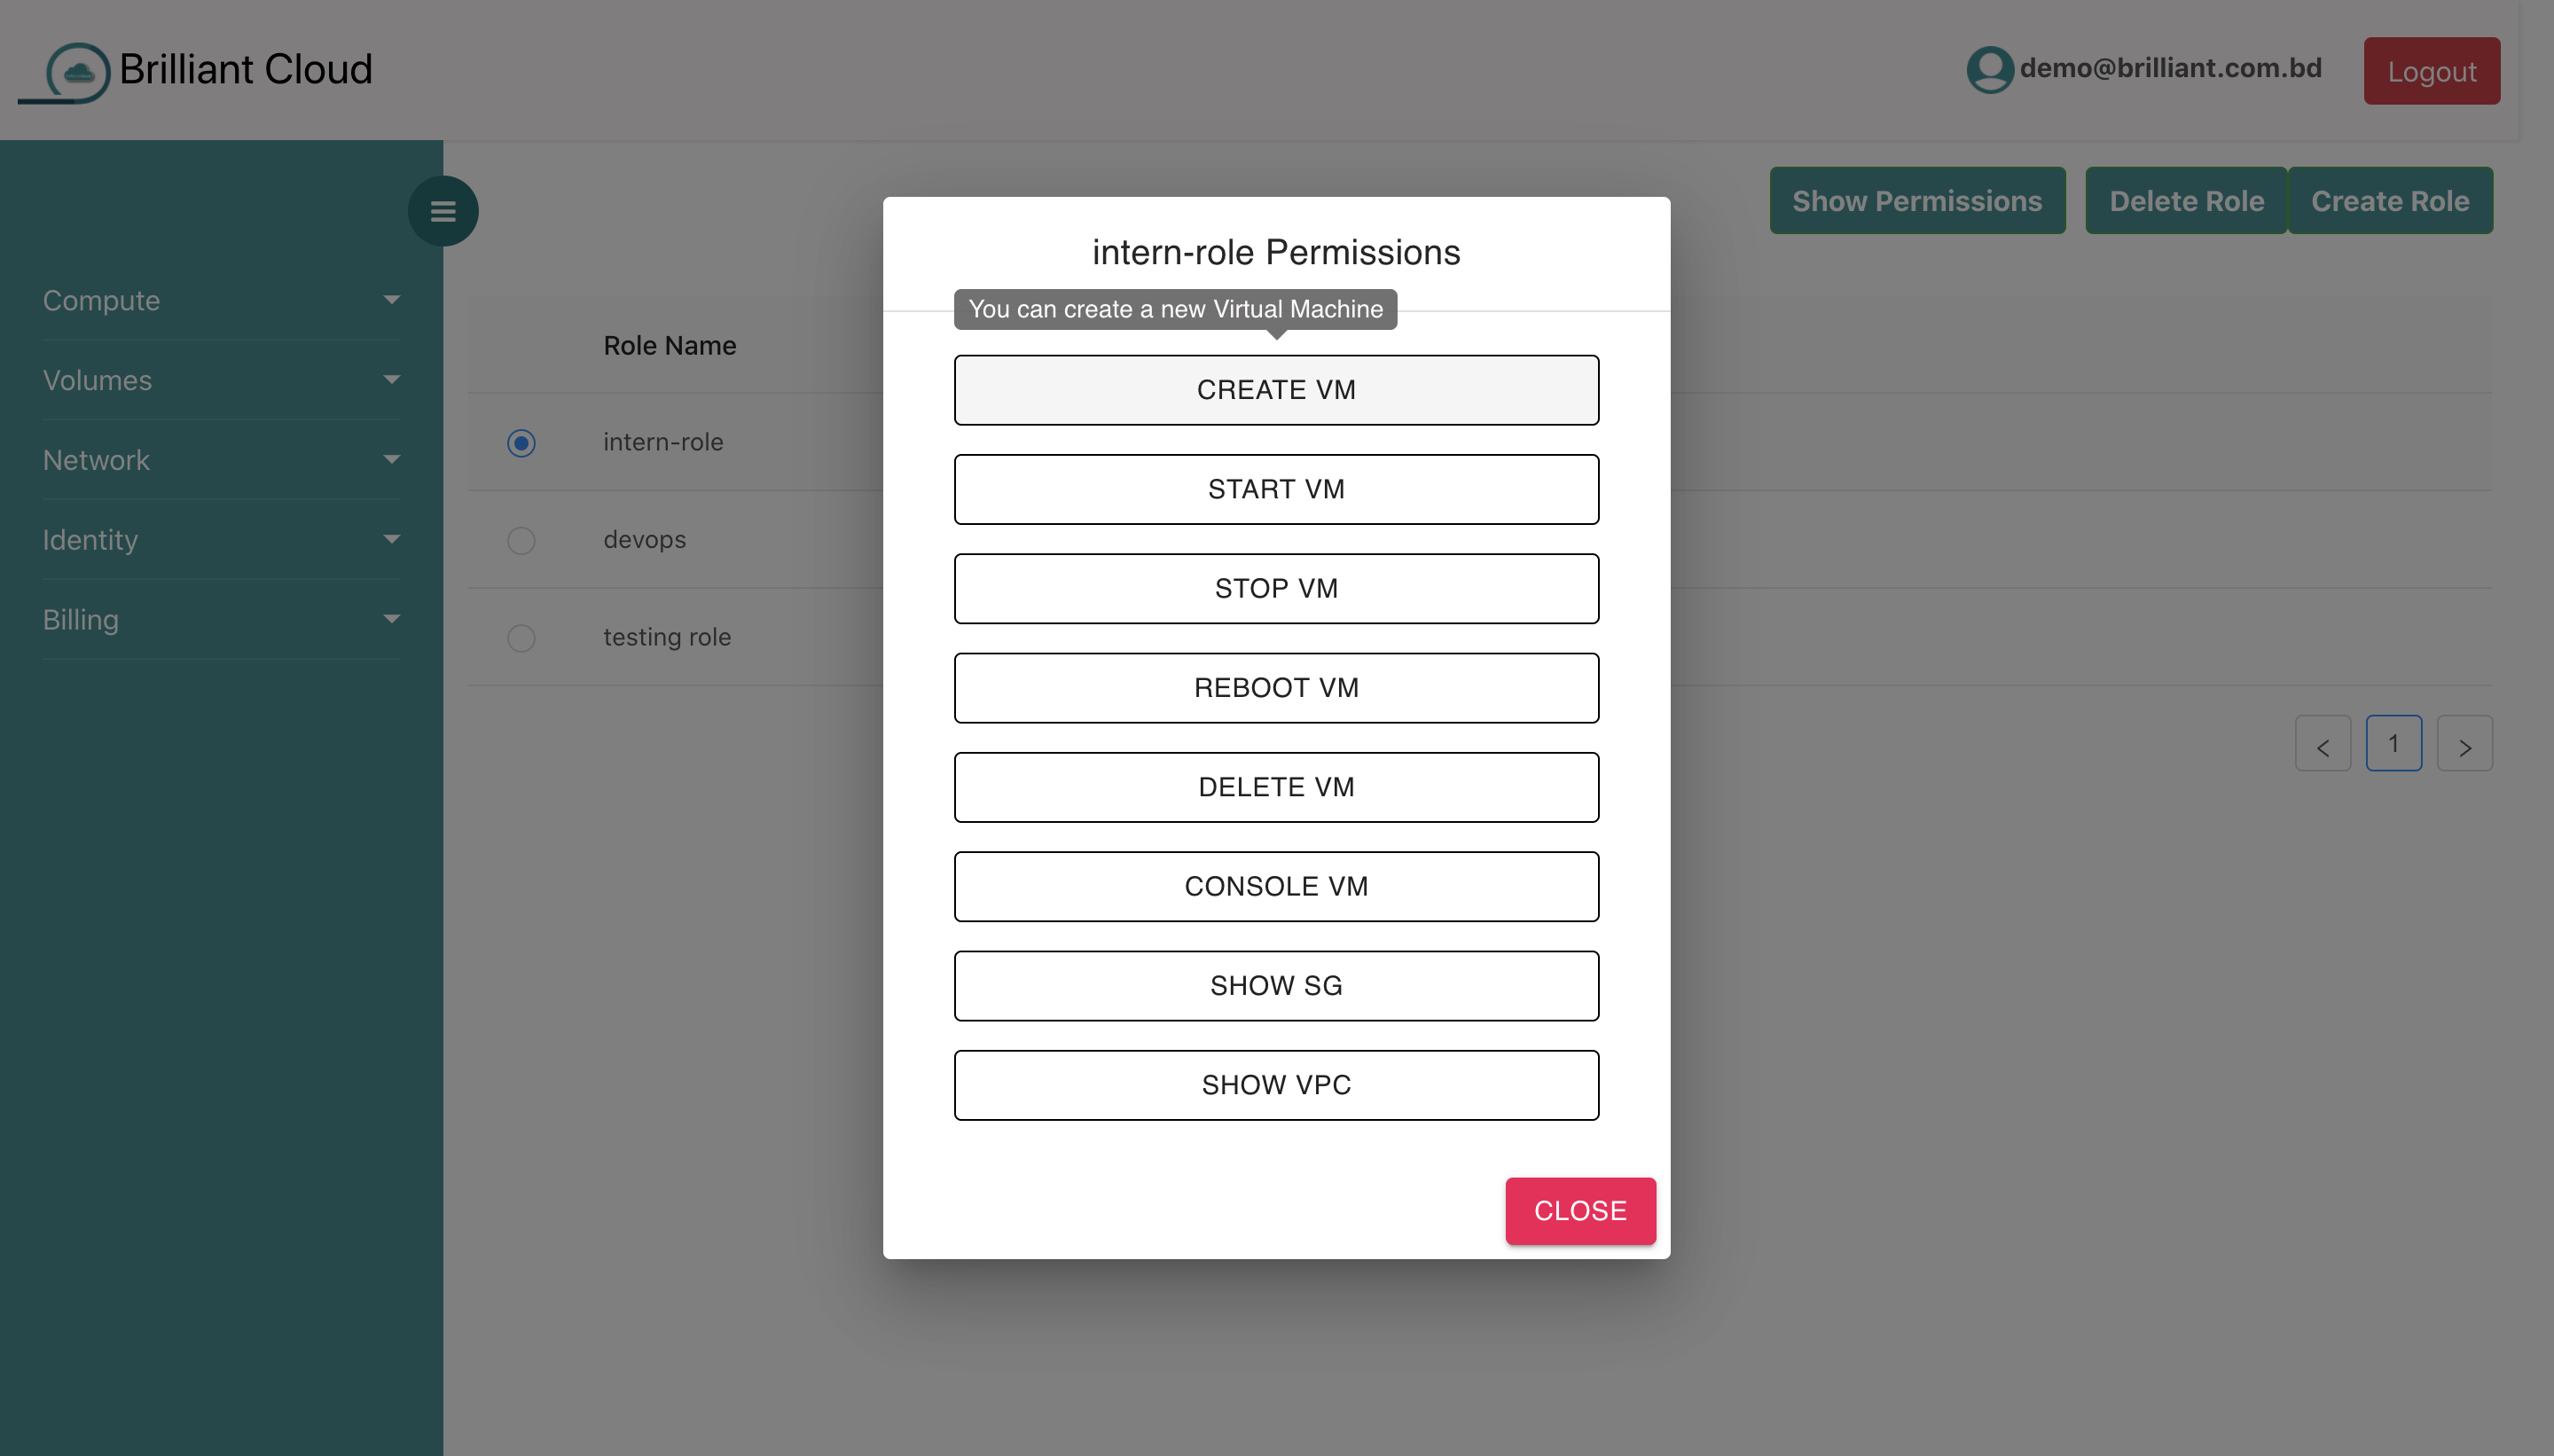 Brilliant Cloud
demo@brilliant.com.bd
Logout
Show Permissions
Delete Role
Create Role
Compute
Volumes
Network
Identity
Billing
Role Name
intern-role
devops
testing role
1
intern-role Permissions
You can create a new Virtual Machine
CREATE VM
START VM
STOP VM
REBOOT VM
DELETE VM
CONSOLE VM
SHOW SG
SHOW VPC
CLOSE